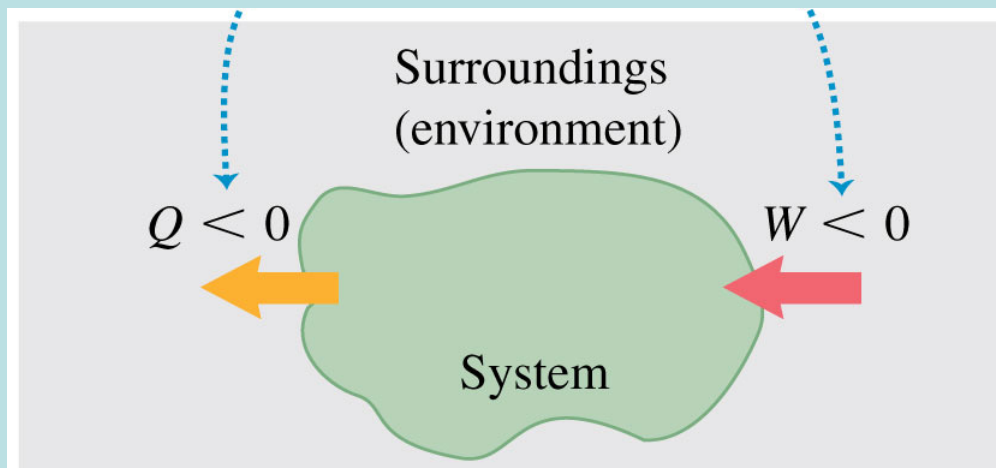 Surroundings
(environment)
Q < 0
W < 0
System